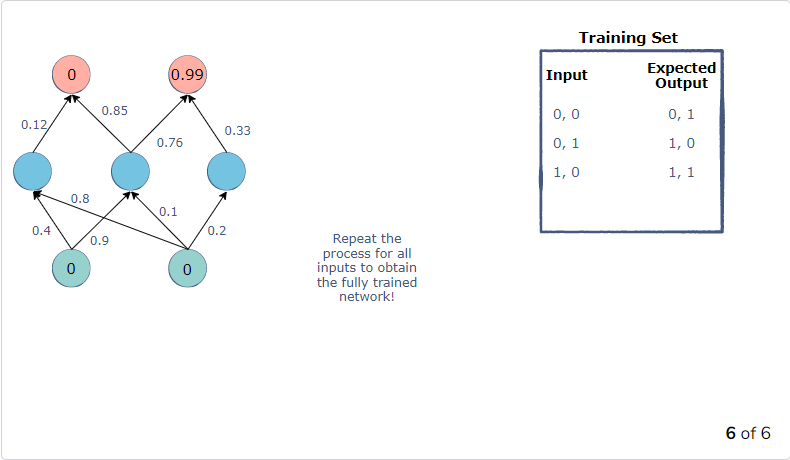 Training Set
Input
Expected
Output
0, 0
0, 1
0, 1
1, 0
1, 0
1, 1
0
0.99
0.12
0.85
0.76
0.33
0.8
0.1
0.4
0.9
0.2
0
0
Repeat the
process for all
inputs to obtain
the fully trained
network!
6 of 6